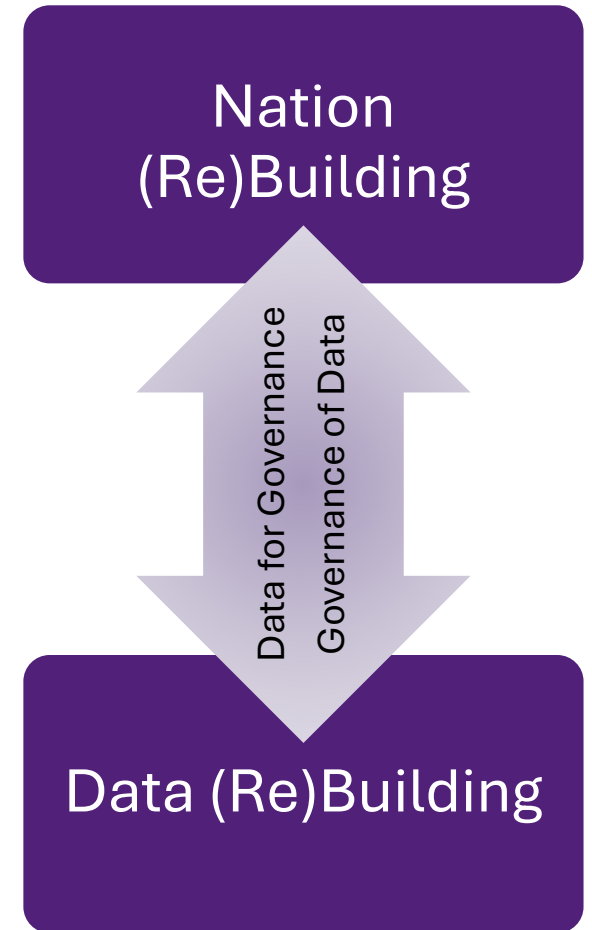 Nation
(Re)Building
Data for Governance
Governance of Data
Data (Re)Building